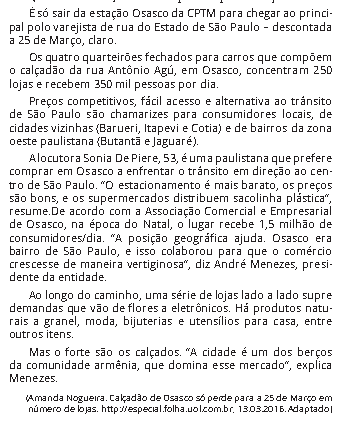 É só sair da estação Osasco da CPTM para chegar ao princi-
pal polo varejista de rua do Estado de São Paulo – descontada
a 25 de Março, claro.
Os quatro quarteirões fechados para carros que compõem
o calçadão da rua Antônio Agú, em Osasco, concentram 250
lojas e recebem 350 mil pessoas por dia.
Preços competitivos, fácil acesso e alternativa ao trânsito
de São Paulo são chamarizes para consumidores locais, de
cidades vizinhas (Barueri, Itapevi e Cotia) e de bairros da zona
oeste paulistana (Butantã e Jaguaré).
A locutora Sonia De Piere, 53, é uma paulistana que prefere
comprar em Osasco a enfrentar o trânsito em direção ao cen-
tro de São Paulo. “O estacionamento é mais barato, os preços
são bons, e os supermercados distribuem sacolinha plástica”,
resume.De acordo com a Associação Comercial e Empresarial
de Osasco, na época do Natal, o lugar recebe 1,5 milhão de
consumidores/dia. “A posição geográfica ajuda. Osasco era
bairro de São Paulo, e isso colaborou para que o comércio
crescesse de maneira vertiginosa”, diz André Menezes, presi-
dente da entidade.
Ao longo do caminho, uma série de lojas lado a lado supre
demandas que vão de flores a eletrônicos. Há produtos natu-
rais a granel, moda, bijuterias e utensílios para casa, entre
outros itens.
Mas o forte são os calçados. “A cidade é um dos berços
da comunidade armênia, que domina esse mercado”, explica
Menezes.
(Amanda Nogueira. Calçadão de Osasco só perde para a 25 de Março em
número de lojas. http://especial.folha.uol.com.br, 13.03.2016. Adaptado)